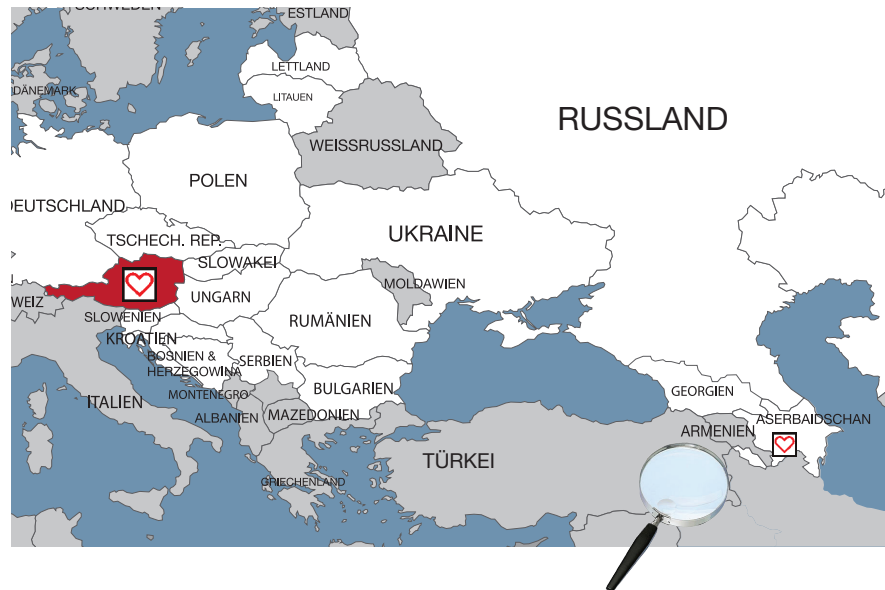 SCHWEDEN
ESTLAND
LETTLAND
DÄNEMARK
LITAUEN
RUSSLAND
WEISSRUSSLAND
POLEN
DEUTSCHLAND
UKRAINE
TSCHECH. REP.
SLOWAKEI
MOLDAWIEN
WEIZ
UNGARN
SLOWENIEN
RUMÄNIEN
KROATIEN
BOSNIEN &
HERZEGOWINA
SERBIEN
BULGARIEN
GEORGIEN
MONTENEGRO
ITALIEN
ALBANIEN
MAZEDONIEN
ASERBAIDSCHAN
ARMENIEN
TÜRKEI
GRIECHENLAND